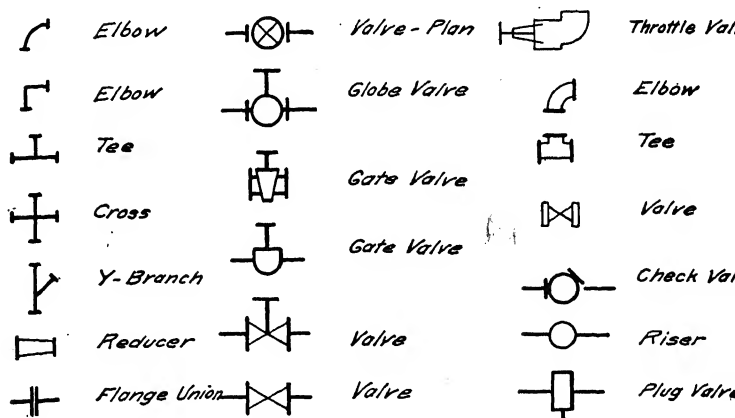 Elbow
Valve - Plan
Throttle Val
Elbow
Globe Valve
Elbow
Tee
Tee
Gate Valve
Cross
Valve
Gate Valve
Y-Branch
Check Val
Reducer
Valve
Riser
Flange Union
Valve
Plug Valve